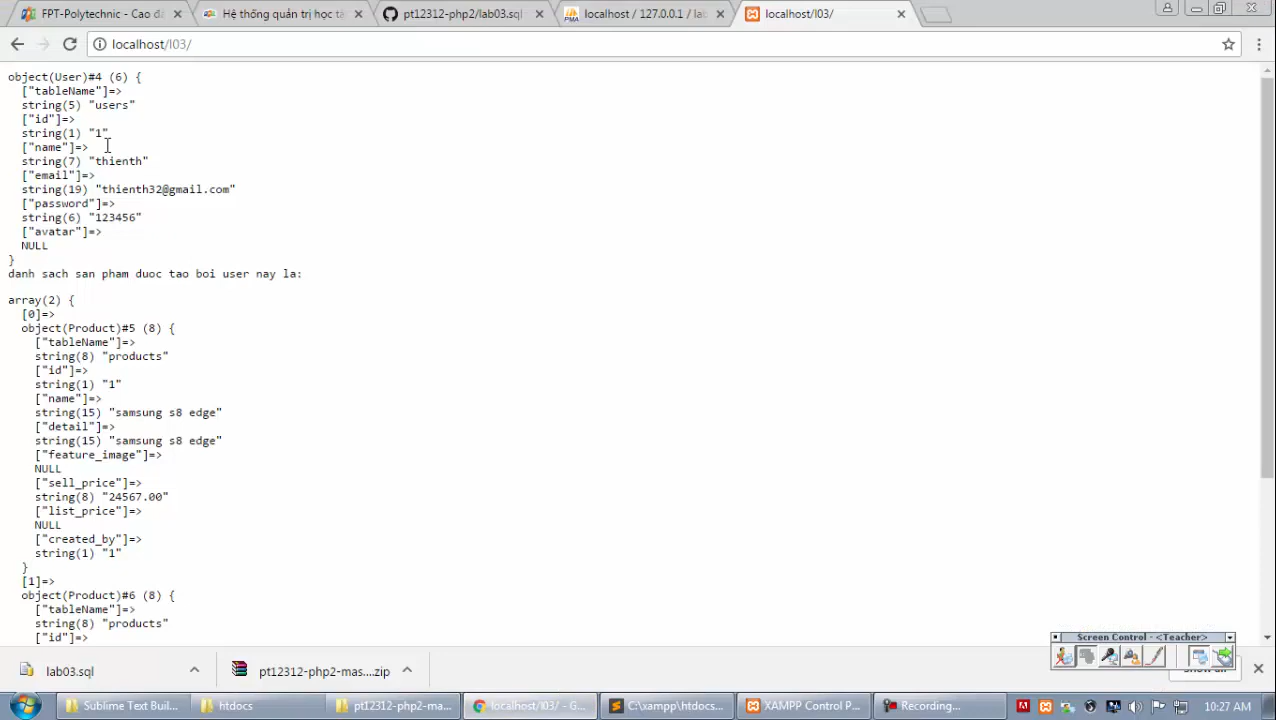 FPT-Polytechnic - Cao đẳ
Hệ thống quản trị học tậ
pt12312-php2/lab03.sql
localhost / 127.0.0.1 / lab
localhost/l03/
localhost/l03/
object(User)#4 (6) {
["tableName"]=>
string(5) "users"
["id"]=>
string(1) "1"
["name"]=>
string(7) "thienth"
["email"]=>
string(19) "thienth32@gmail.com"
["password"]=>
string(6) "123456"
["avatar"]=>
NULL
}
danh sach san pham duoc tao boi user nay la:
array(2) {
[0]=>
object(Product)#5 (8) {
["tableName"]=>
string(8) "products"
["id"]=>
string(1) "1"
["name"]=>
string(15) "samsung s8 edge"
["detail"]=>
string(15) "samsung s8 edge"
["feature_image"]=>
NULL
["sell_price"]=>
string(8) "24567.00"
["list_price"]=>
NULL
["created_by"]=>
string(1) "1"
}
[1]=>
object(Product)#6 (8) {
["tableName"]=>
string(8) "products"
["id"]=>
Screen Control - <Teacher>
lab03.sql
pt12312-php2-mas....zip
Sublime Text Buil...
htdocs
pt12312-php2-ma...
localhost/l03/ - G...
C:\xampp\htdocs...
XAMPP Control P...
Recording...
10:27 AM